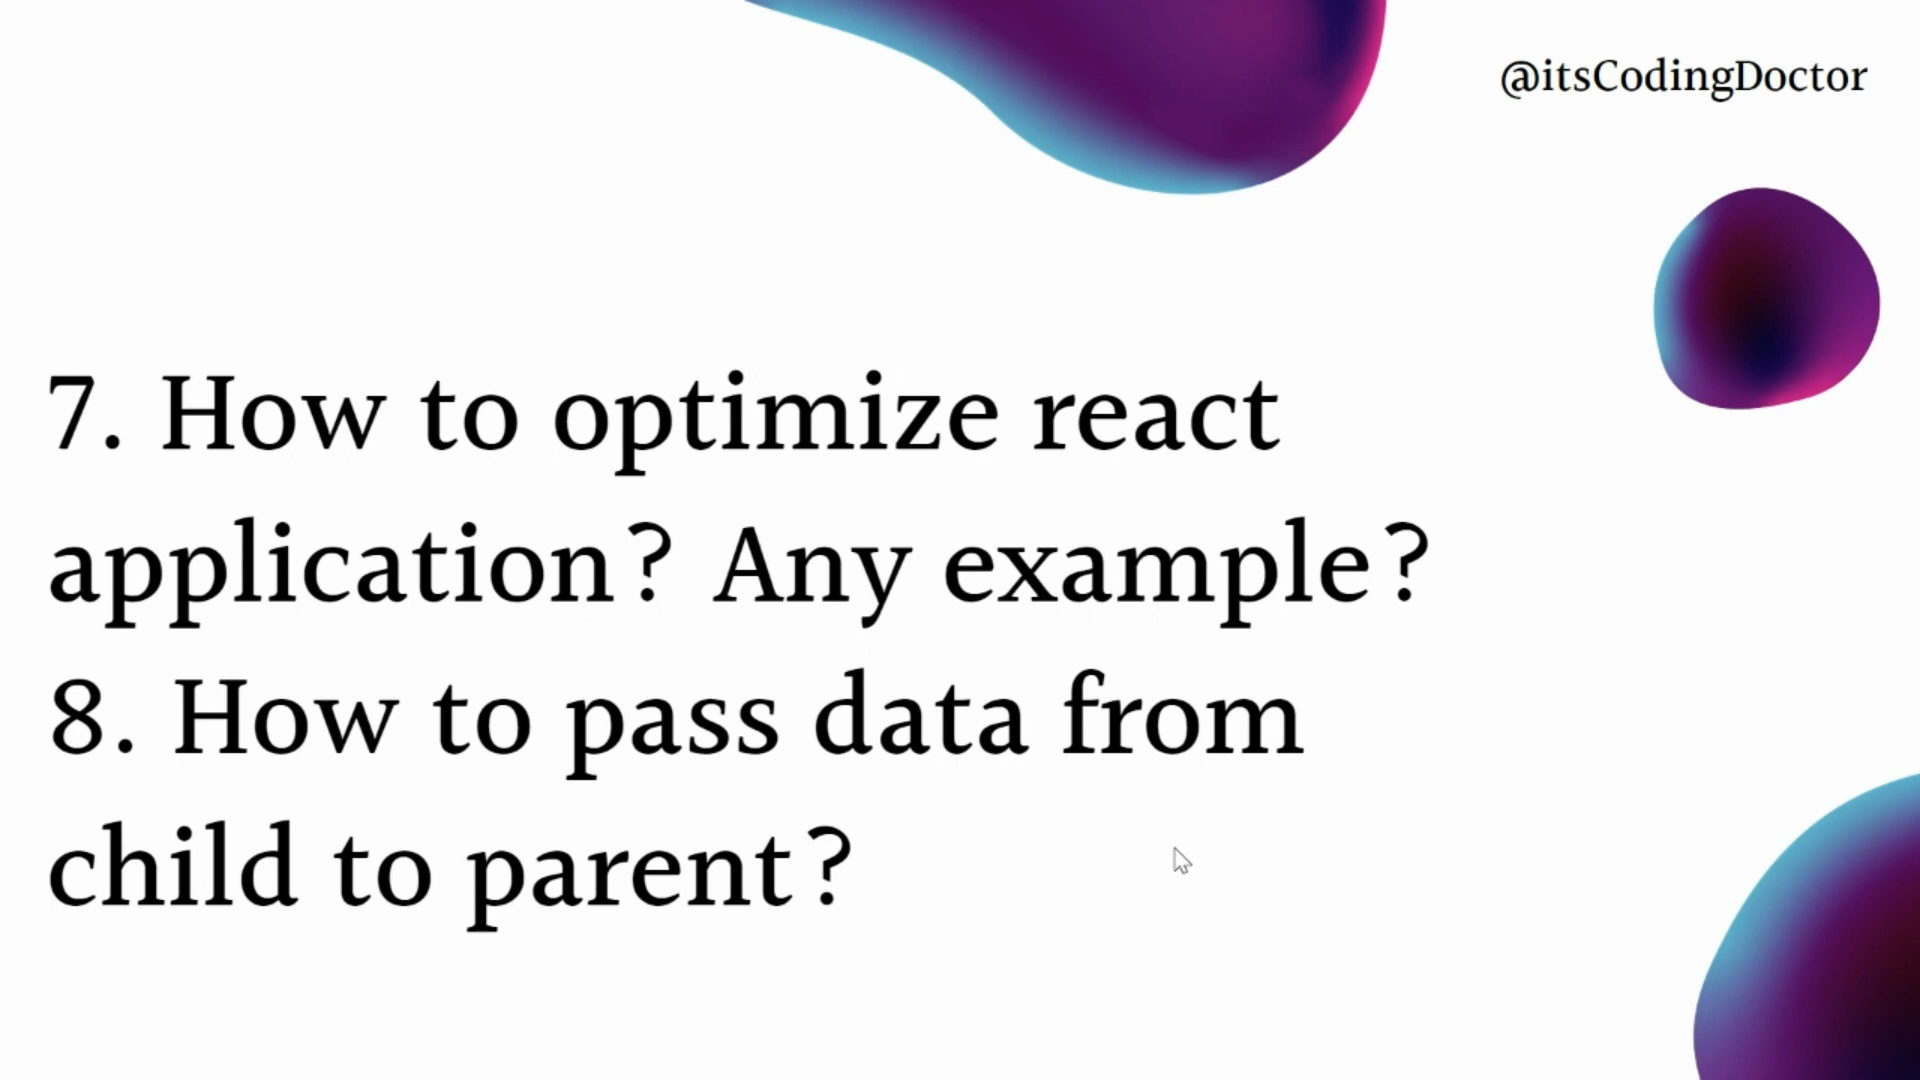 @itsCodingDoctor
7. How to optimize react
application? Any example?
8. How to pass data from
child to parent?